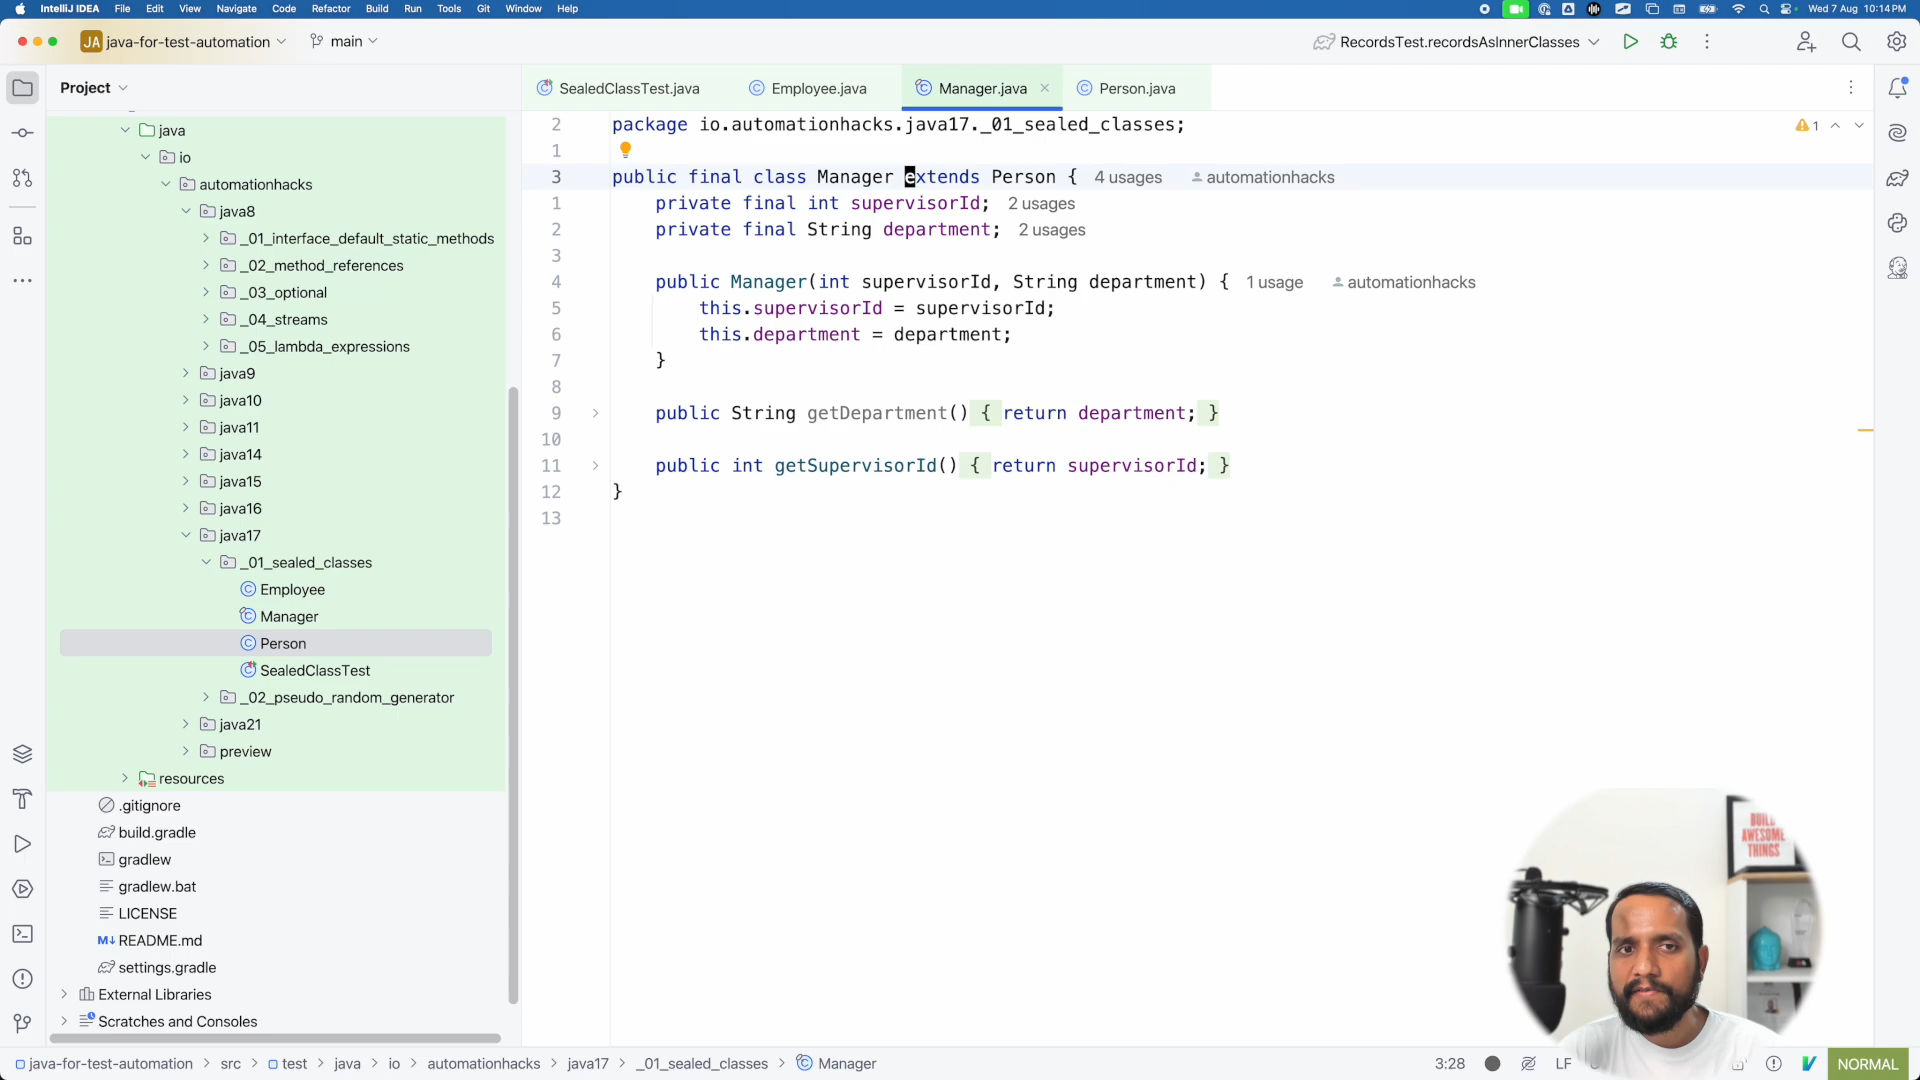 IntelliJ IDEA File Edit View Navigate Code Refactor Build Run Tools Git Window Help Wed 7 Aug 10:14 PM
JA java-for-test-automation main RecordsTest.recordsAsInnerClasses
Project
java
io
automationhacks
java8
_01_interface_default_static_methods
_02_method_references
_03_optional
_04_streams
_05_lambda_expressions
java9
java10
java11
java14
java15
java16
java17
_01_sealed_classes
Employee
Manager
Person
SealedClassTest
_02_pseudo_random_generator
java21
preview
resources
.gitignore
build.gradle
gradlew
gradlew.bat
LICENSE
M↓ README.md
settings.gradle
External Libraries
Scratches and Consoles
SealedClassTest.java Employee.java Manager.java Person.java
2 package io.automationhacks.java17._01_sealed_classes; 1
1
3 public final class Manager extends Person { 4 usages automationhacks
1 private final int supervisorId; 2 usages
2 private final String department; 2 usages
3
4 public Manager(int supervisorId, String department) { 1 usage automationhacks
5 this.supervisorId = supervisorId;
6 this.department = department;
7 }
8
9 public String getDepartment() { return department; }
10
11 public int getSupervisorId() { return supervisorId; }
12 }
13
BUILD
AWESOME
THINGS
java-for-test-automation > src > test > java > io > automationhacks > java17 > _01_sealed_classes > Manager 3:28 LF NORMAL